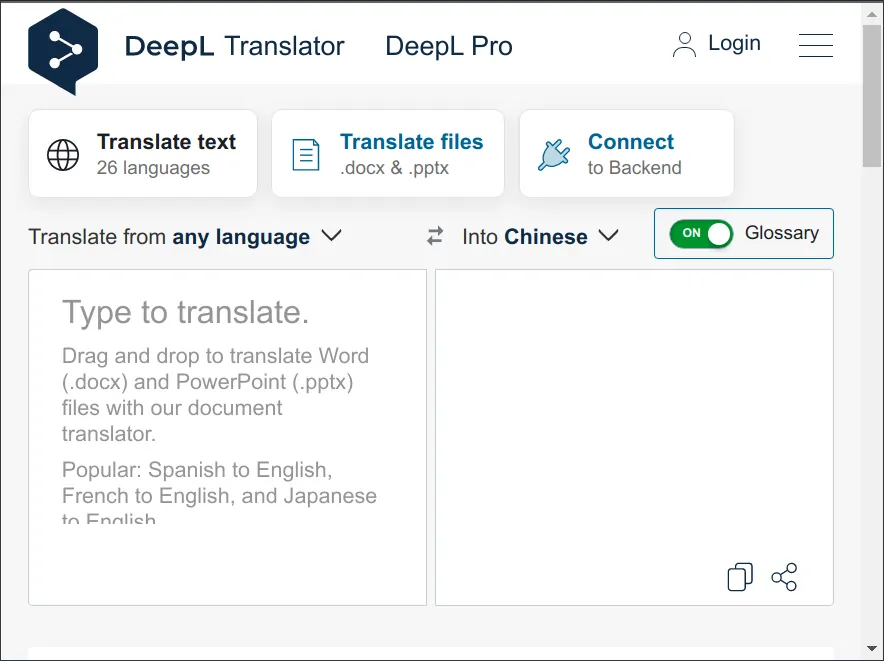 DeepL Translator DeepL Pro Login
Translate text
26 languages
Translate files
.docx & .pptx
Connect
to Backend
Translate from any language
Into Chinese
ON Glossary
Type to translate.
Drag and drop to translate Word
(.docx) and PowerPoint (.pptx)
files with our document
translator.
Popular: Spanish to English,
French to English, and Japanese
to English